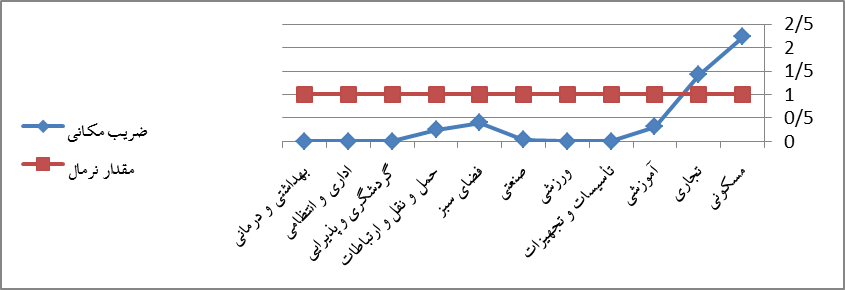 2/5
2
1/5
1
0/5
0
مسکونی
تجاری
آموزشی
تأسیسات و تجهیزات
ورزشی
صنعتی
فضای سبز
حمل و نقل و ارتباطات
گردشگری و پذیرایی
اداری و انتظامی
بهداشتی و درمانی
ضریب مکانی
مقدار نرمال